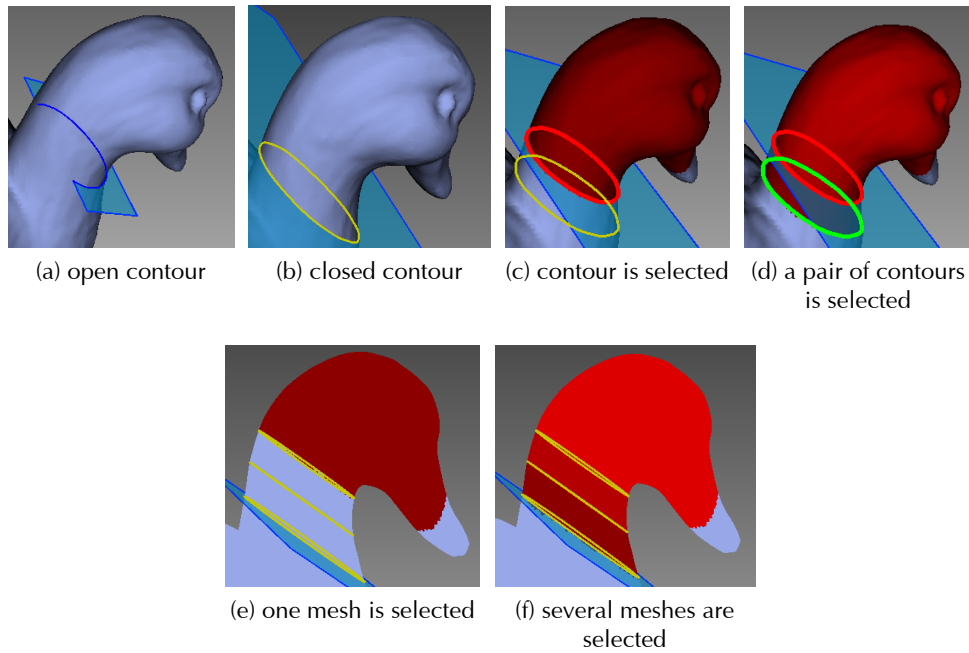 (a) open contour
(b) closed contour
(c) contour is selected
(d) a pair of contours
is selected
(e) one mesh is selected
(f) several meshes are
selected